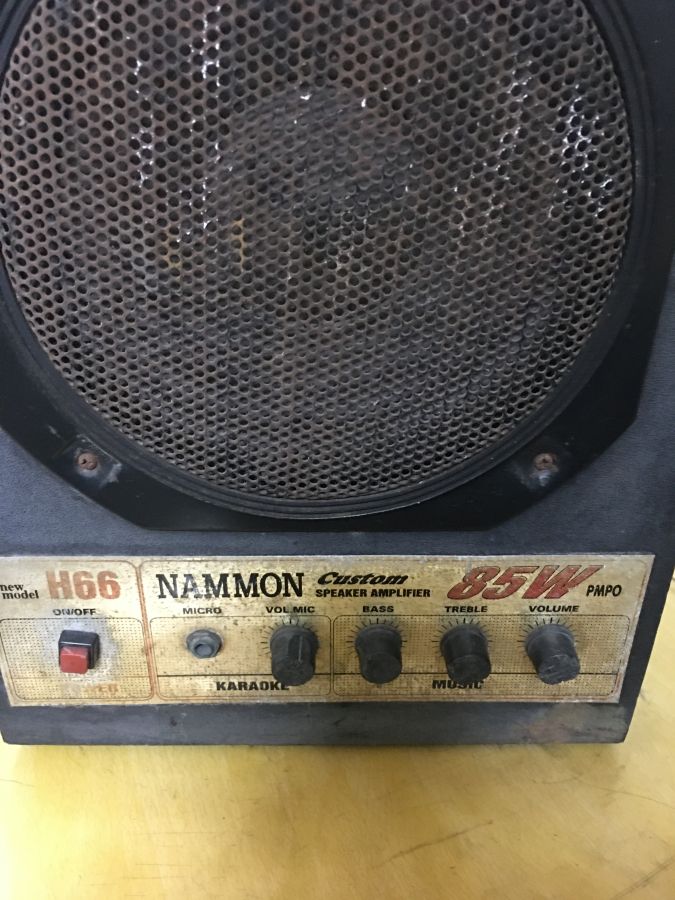 new model H66
NAMMON Custom SPEAKER AMPLIFIER 85W PMPO
ON/OFF MICRO VOL.MIC BASS TREBLE VOLUME
KARAOKE MUSIC